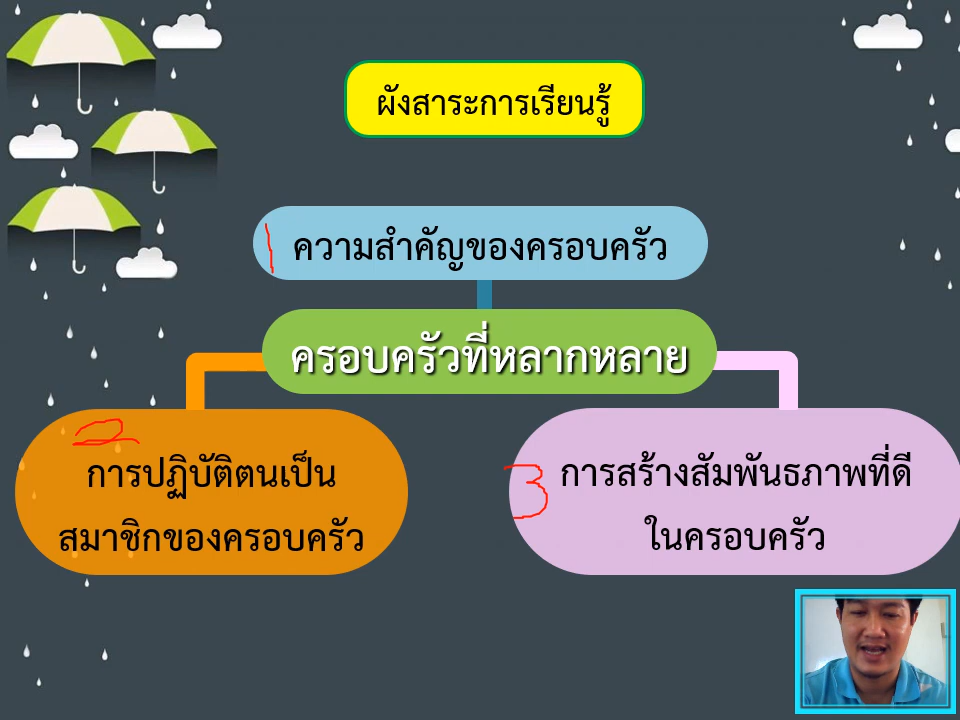 ผังสาระการเรียนรู้
1 ความสำคัญของครอบครัว
ครอบครัวที่หลากหลาย
2
การปฏิบัติตนเป็น
สมาชิกของครอบครัว
3 การสร้างสัมพันธภาพที่ดี
ในครอบครัว